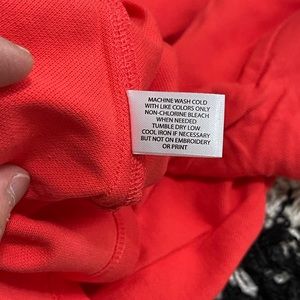 MACHINE WASH COLD
WITH LIKE COLORS ONLY
NON-CHLORINE BLEACH
WHEN NEEDED
TUMBLE DRY LOW
COOL IRON IF NECESSARY
BUT NOT ON EMBROIDERY
OR PRINT